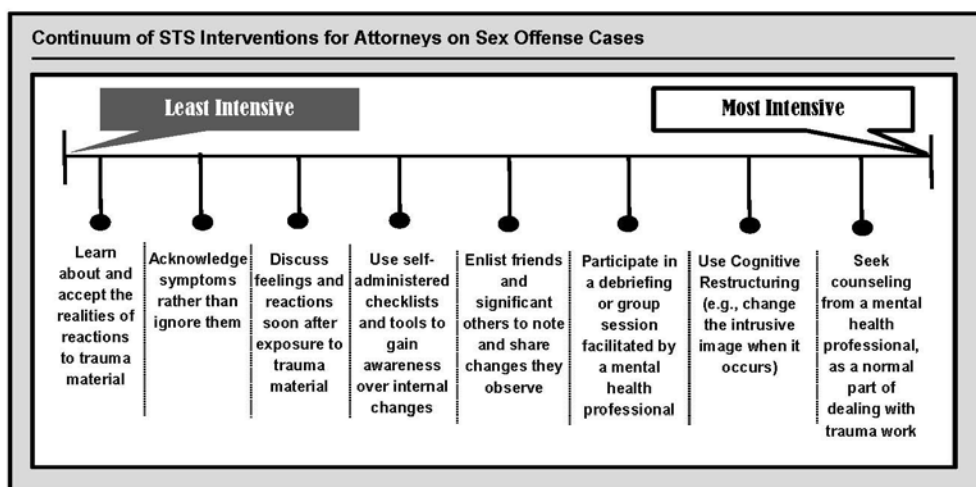 Continuum of STS Interventions for Attorneys on Sex Offense Cases
Least Intensive
Most Intensive
Learn
about and
accept the
realities of
reactions
to trauma
material
Acknowledge
symptoms
rather than
ignore them
Discuss
feelings and
reactions
soon after
exposure to
trauma
material
Use self-
administered
checklists
and tools to
gain
awareness
over internal
changes
Enlist friends
and
significant
others to note
and share
changes they
observe
Participate in
a debriefing
or group
session
facilitated by
a mental
health
professional
Use Cognitive
Restructuring
(e.g., change
the intrusive
image when it
occurs)
Seek
counseling
from a mental
health
professional,
as a normal
part of
dealing with
trauma work